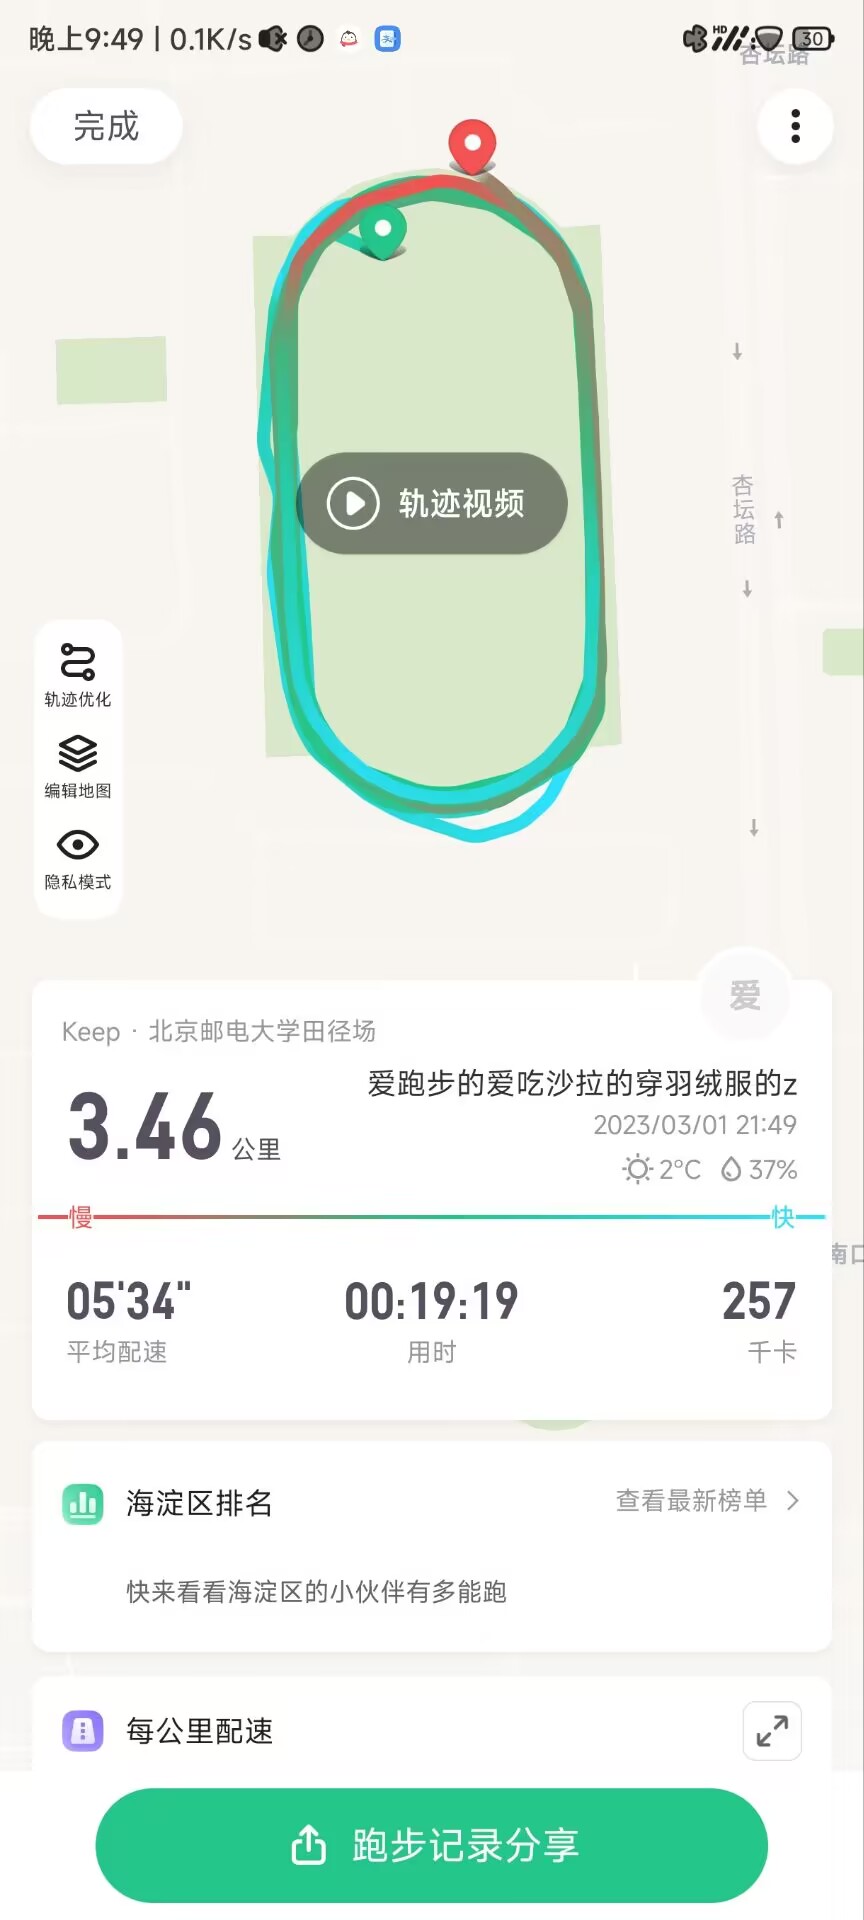 晚上9:49 | 0.1K/s
HD
30
杏坛路
完成
轨迹视频
杏坛路
轨迹优化
编辑地图
隐私模式
爱
Keep · 北京邮电大学田径场
爱跑步的爱吃沙拉的穿羽绒服的z
3.46 公里
2023/03/01 21:49
2°C 37%
慢 快
南口
05'34" 00:19:19 257
平均配速 用时 千卡
海淀区排名 查看最新榜单
快来看看海淀区的小伙伴有多能跑
每公里配速
跑步记录分享